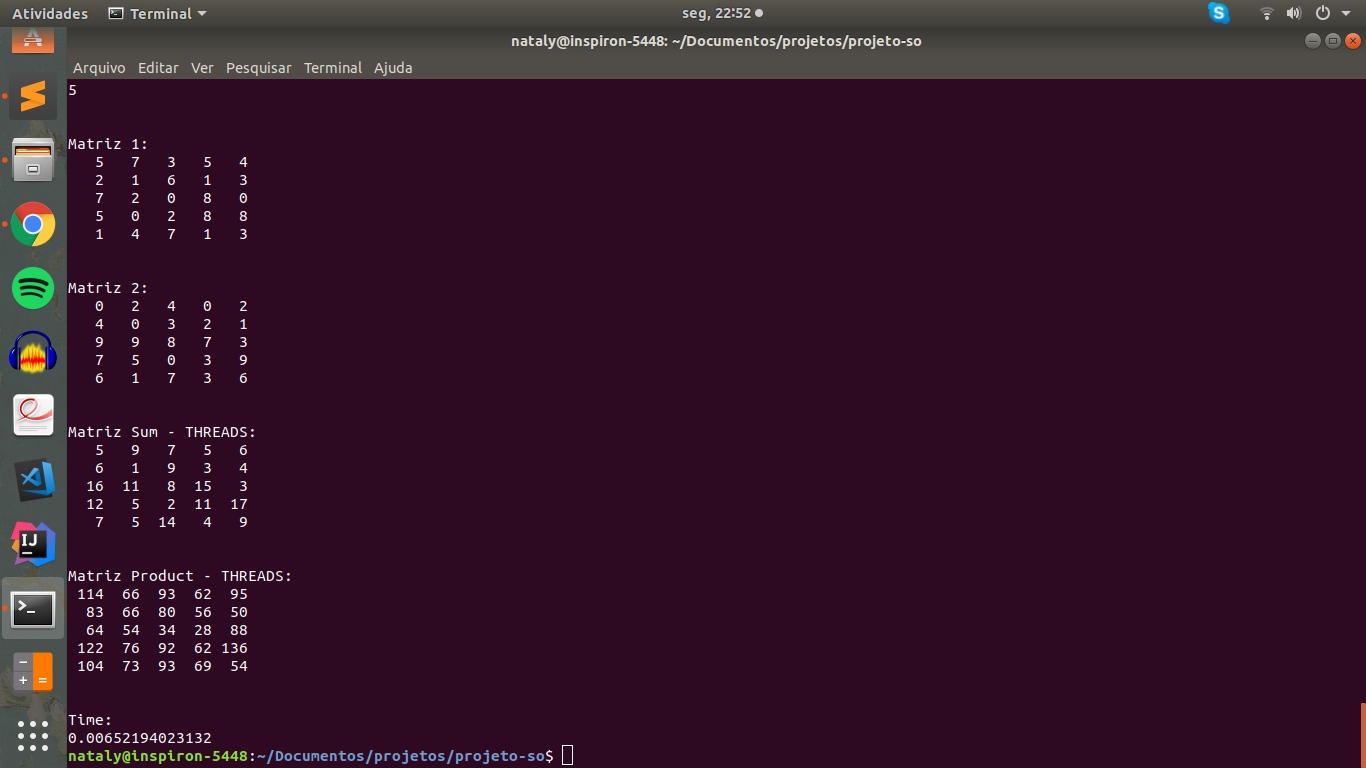 Atividades Terminal seg, 22:52
nataly@inspiron-5448: ~/Documentos/projetos/projeto-so
Arquivo Editar Ver Pesquisar Terminal Ajuda
5
Matriz 1:
5 7 3 5 4
2 1 6 1 3
7 2 0 8 0
5 0 2 8 8
1 4 7 1 3
Matriz 2:
0 2 4 0 2
4 0 3 2 1
9 9 8 7 3
7 5 0 3 9
6 1 7 3 6
Matriz Sum - THREADS:
5 9 7 5 6
6 1 9 3 4
16 11 8 15 3
12 5 2 11 17
7 5 14 4 9
Matriz Product - THREADS:
114 66 93 62 95
83 66 80 56 50
64 54 34 28 88
122 76 92 62 136
104 73 93 69 54
Time:
0.00652194023132
nataly@inspiron-5448:~/Documentos/projetos/projeto-so$